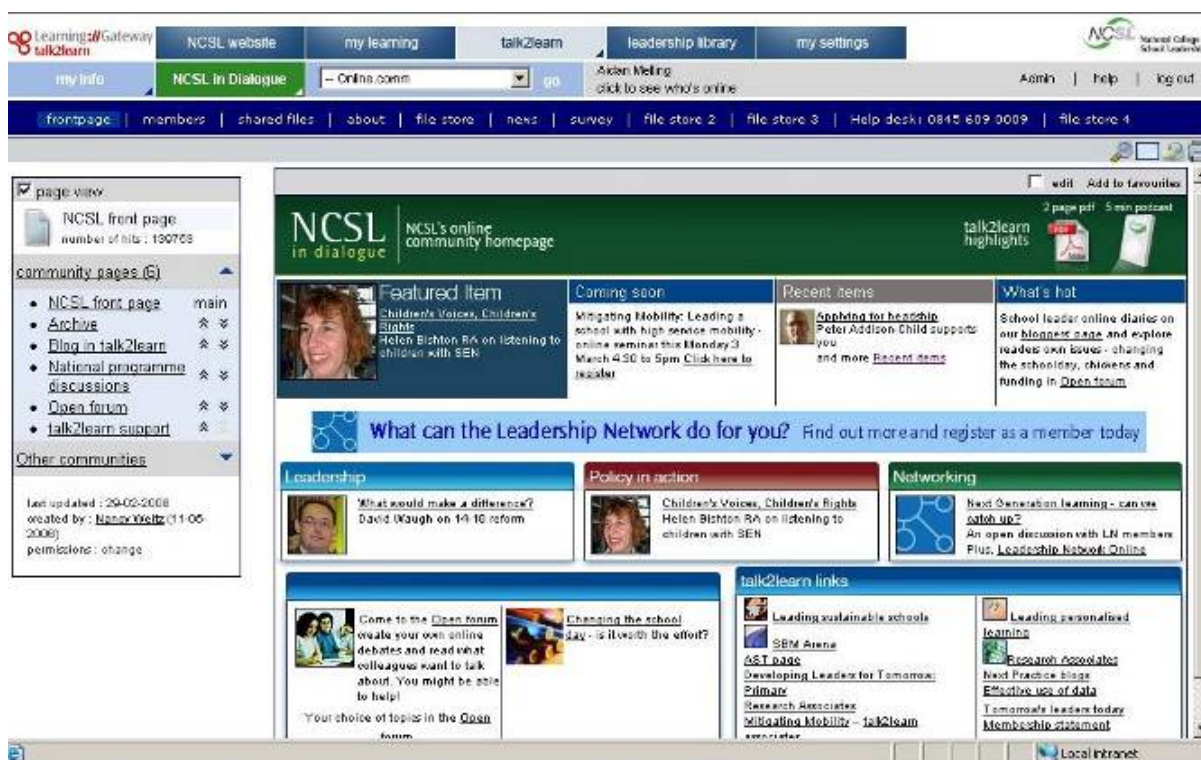 Learning://Gateway
talk2learn
NCSL website
my learning
talk2learn
leadership library
my settings
NCSL
National College
School Leadership
my info
NCSL in Dialogue
-- Online comm
go
Aidan Melling
click to see who's online
Admin | help | log out
frontpage | members | shared files | about | file store | news | survey | file store 2 | file store 3 | Help desk: 0845 609 0009 | file store 4
page view
NCSL front page
number of hits : 130763
community pages (6)
NCSL front page main
Archive
Blog in talk2learn
National programme
discussions
Open forum
talk2learn support
Other communities
last updated : 29-02-2008
created by : Nancy Weltz (11-05-
2006)
permissions : change
edit Add to favourites
NCSL
in dialogue
NCSL's online
community homepage
talk2learn
highlights
2 page pdf 5 min podcast
Featured Item
Children's Voices, Children's
Rights
Helen Bishton RA on listening to
children with SEN
Coming soon
Mitigating Mobility: Leading a
school with high service mobility -
online seminar this Monday 3
March 4.30 to 5pm Click here to
register
Recent items
Applying for headship
Peter Addison-Child supports
you
and more Recent items
What's hot
School leader online diaries on
our bloggers page and explore
readers own issues - changing
the schoolday, chickens and
funding in Open forum
What can the Leadership Network do for you? Find out more and register as a member today
Leadership
What would make a difference?
David Waugh on 14-18 reform
Policy in action
Children's Voices, Children's Rights
Helen Bishton RA on listening to
children with SEN
Networking
Next Generation learning - can we
catch up?
An open discussion with LN members
Plus, Leadership Network Online
Come to the Open forum
create your own online
debates and read what
colleagues want to talk
about. You might be able
to help!
Your choice of topics in the Open
forum
Changing the school
day - is it worth the effort?
talk2learn links
Leading sustainable schools
SBM Arena
AST page
Developing Leaders for Tomorrow:
Primary
Research Associates
Mitigating Mobility – talk2learn
associates
Leading personalised
learning
Research Associates
Next Practice blogs
Effective use of data
Tomorrow's leaders today
Membership statement
Local intranet